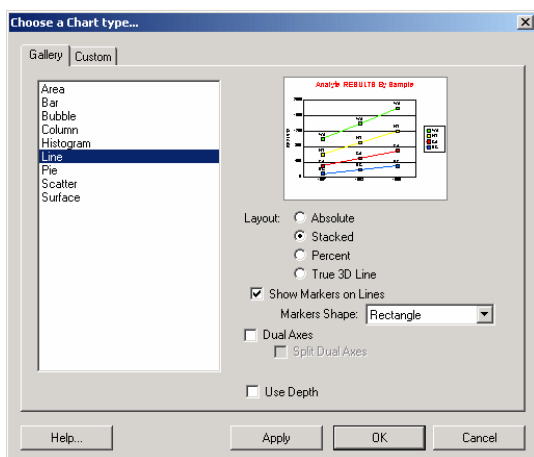 Choose a Chart type...
Gallery
Custom
Area
Bar
Bubble
Column
Histogram
Line
Pie
Scatter
Surface
Analyte RESULTS By Sample
Layout:
Absolute
Stacked
Percent
True 3D Line
Show Markers on Lines
Markers Shape:
Rectangle
Dual Axes
Split Dual Axes
Use Depth
Help...
Apply
OK
Cancel